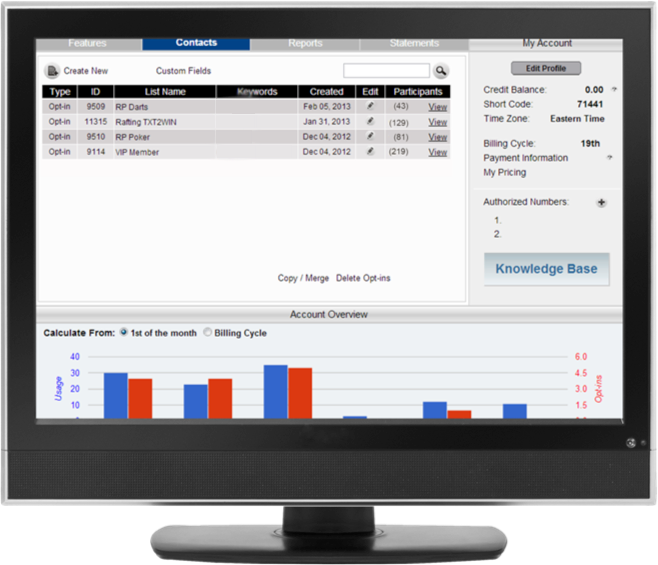 Features Contacts Reports Statements My Account
Create New Custom Fields
Edit Profile
Type ID List Name Keywords Created Edit Participants
Opt-in 9509 RP Darts Feb 05, 2013 (43) View
Opt-in 11315 Rafting TXT2WIN Jan 31, 2013 (129) View
Opt-in 9510 RP Poker Dec 04, 2012 (81) View
Opt-in 9114 VIP Member Dec 04, 2012 (219) View
Copy / Merge Delete Opt-ins
Credit Balance: 0.00 ?
Short Code: 71441
Time Zone: Eastern Time
Billing Cycle: 19th
Payment Information ?
My Pricing
Authorized Numbers: +
1.
2.
Knowledge Base
Account Overview
Calculate From: 1st of the month Billing Cycle
40 6.0
30 4.5
20 3.0
10 1.5
Usage
Opt-ins